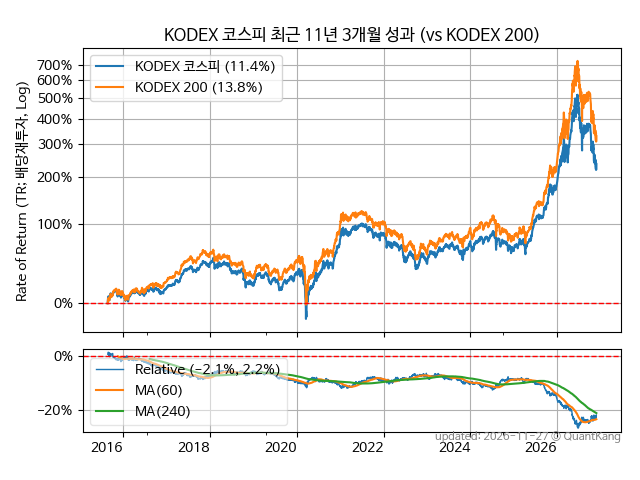 KODEX 코스피 최근 11년 3개월 성과 (vs KODEX 200)
Rate of Return (TR; 배당재투자, Log)
700%
600%
500%
400%
300%
200%
100%
0%
KODEX 코스피 (11.4%)
KODEX 200 (13.8%)
0%
−20%
Relative (−2.1%, 2.2%)
MA(60)
MA(240)
2016
2018
2020
2022
2024
2026
updated: 2026-11-27 © QuantKang